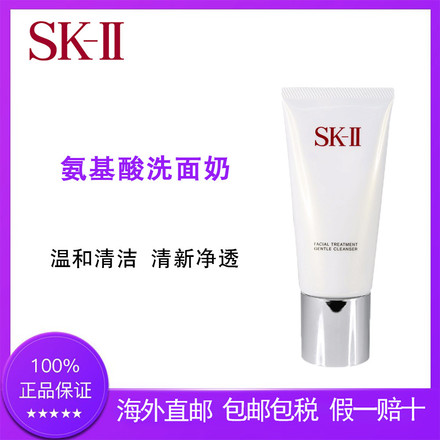 SK-II
氨基酸洗面奶
温和清洁 清新净透
SK-II
FACIAL TREATMENT
GENTLE CLEANSER
100%
正品保证
★★★★★
海外直邮 包邮包税 假一赔十